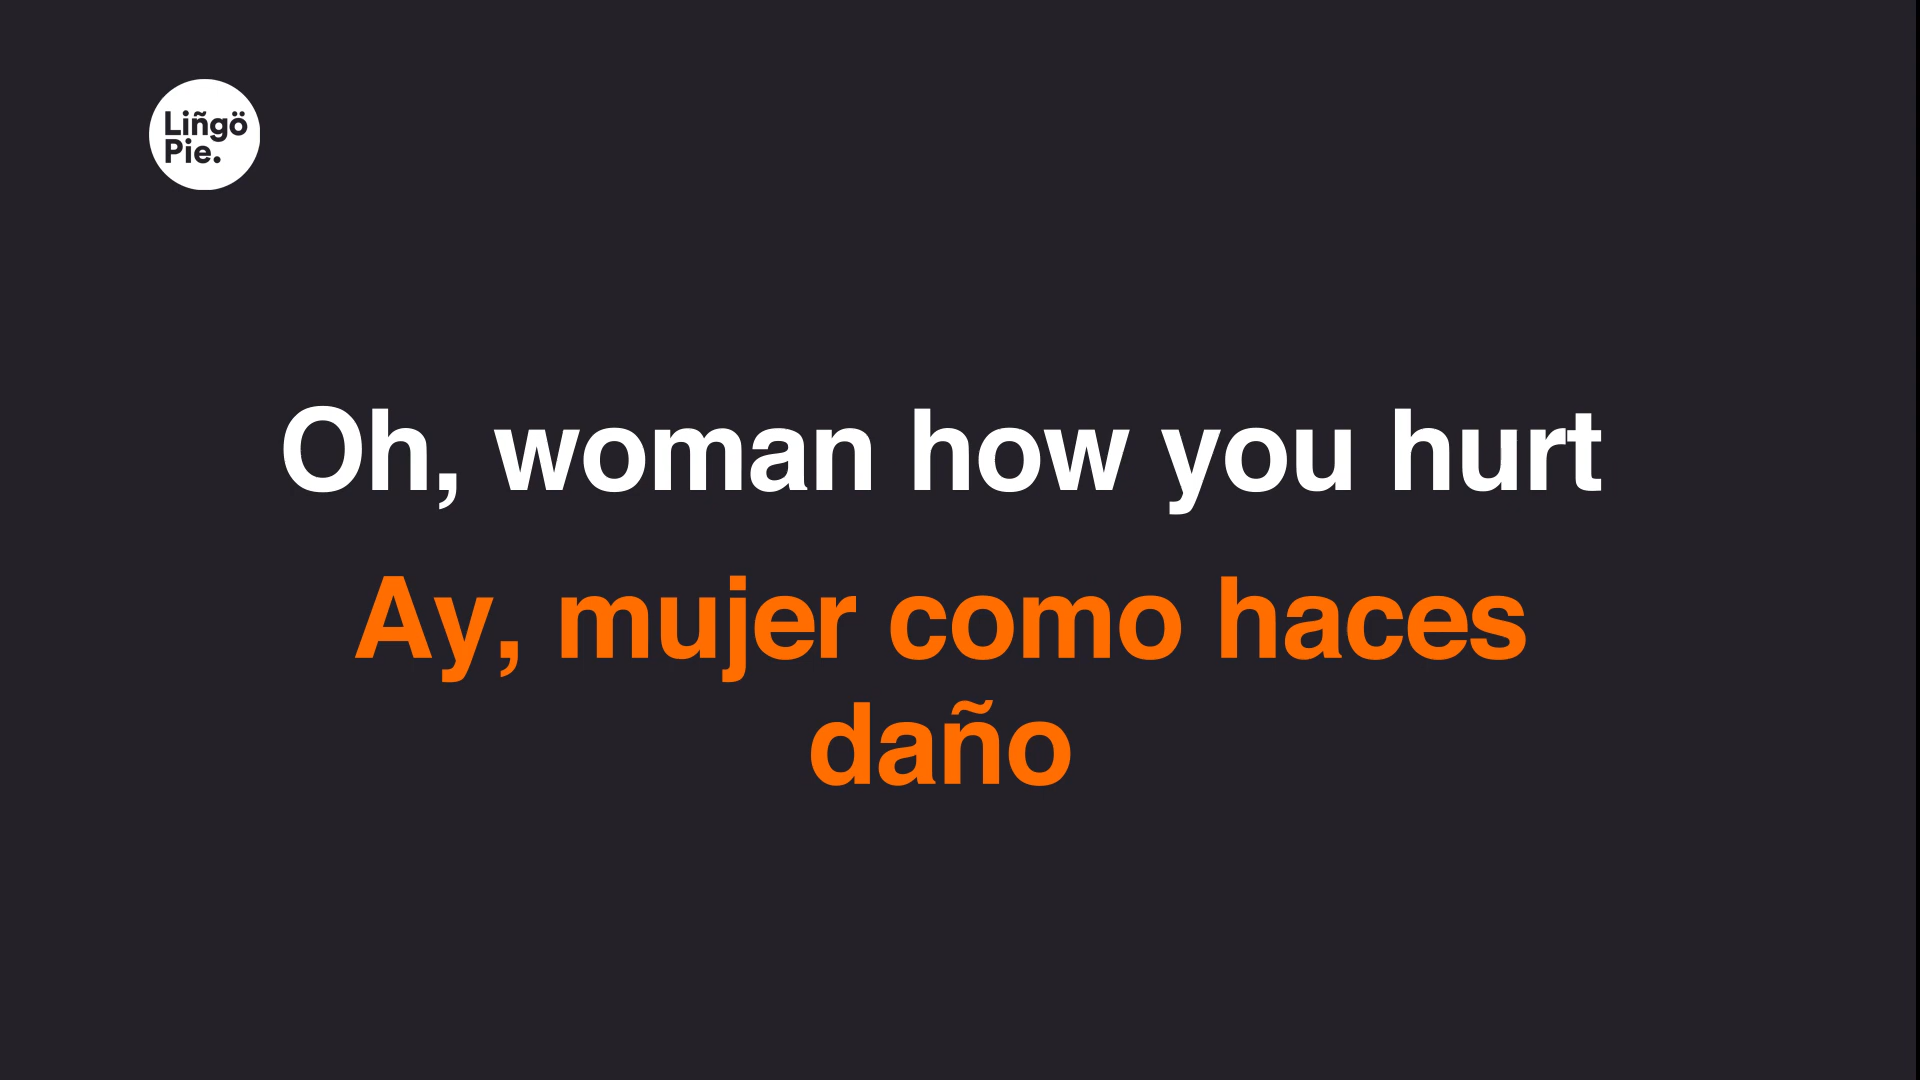 Liñgö
Pie.
Oh, woman how you hurt
Ay, mujer como haces
daño